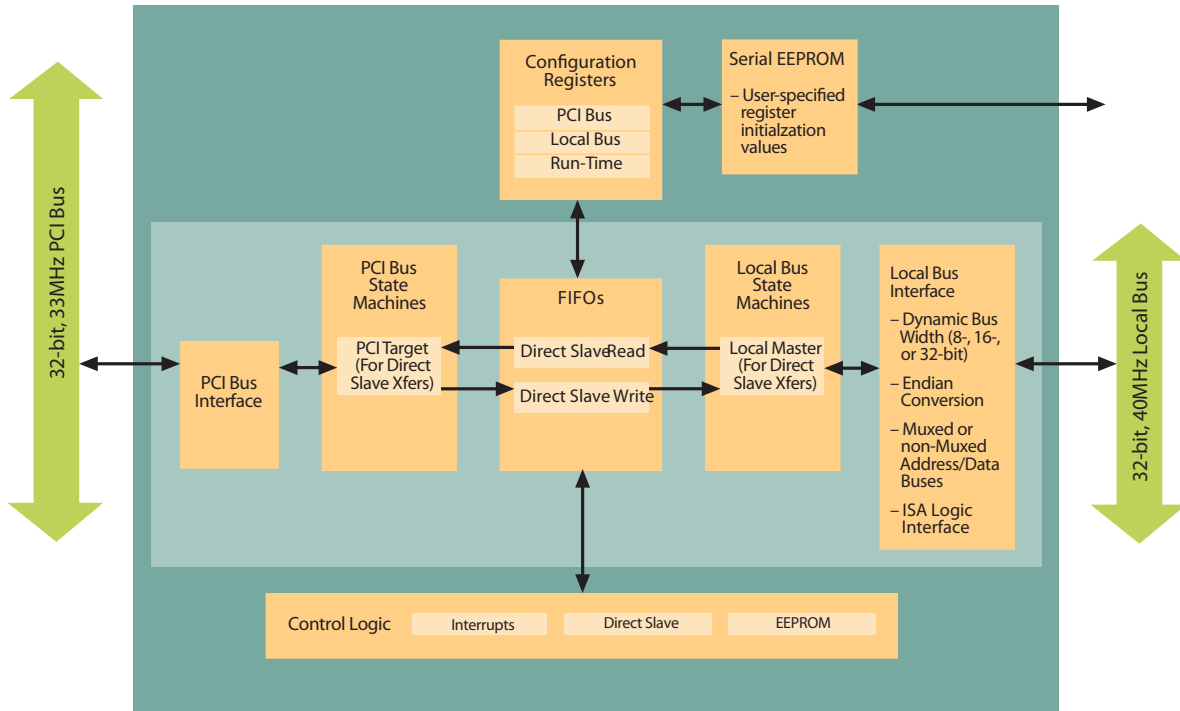 32-bit, 33MHz PCI Bus
Configuration
Registers
PCI Bus
Local Bus
Run-Time
Serial EEPROM
– User-specified
register
initialzation
values
PCI Bus
Interface
PCI Bus
State
Machines
PCI Target
(For Direct
Slave Xfers)
FIFOs
Direct Slave Read
Direct Slave Write
Local Bus
State
Machines
Local Master
(For Direct
Slave Xfers)
Local Bus
Interface
– Dynamic Bus
Width (8-, 16-,
or 32-bit)
– Endian
Conversion
– Muxed or
non-Muxed
Address/Data
Buses
– ISA Logic
Interface
32-bit, 40MHz Local Bus
Control Logic
Interrupts
Direct Slave
EEPROM